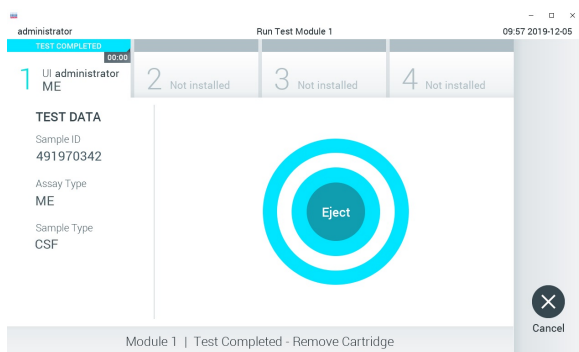 administrator Run Test Module 1 09:57 2019-12-05
TEST COMPLETED
00:00
1 UI administrator
ME
2 Not installed
3 Not installed
4 Not installed
TEST DATA
Sample ID
491970342
Assay Type
ME
Sample Type
CSF
Eject
Cancel
Module 1 | Test Completed - Remove Cartridge